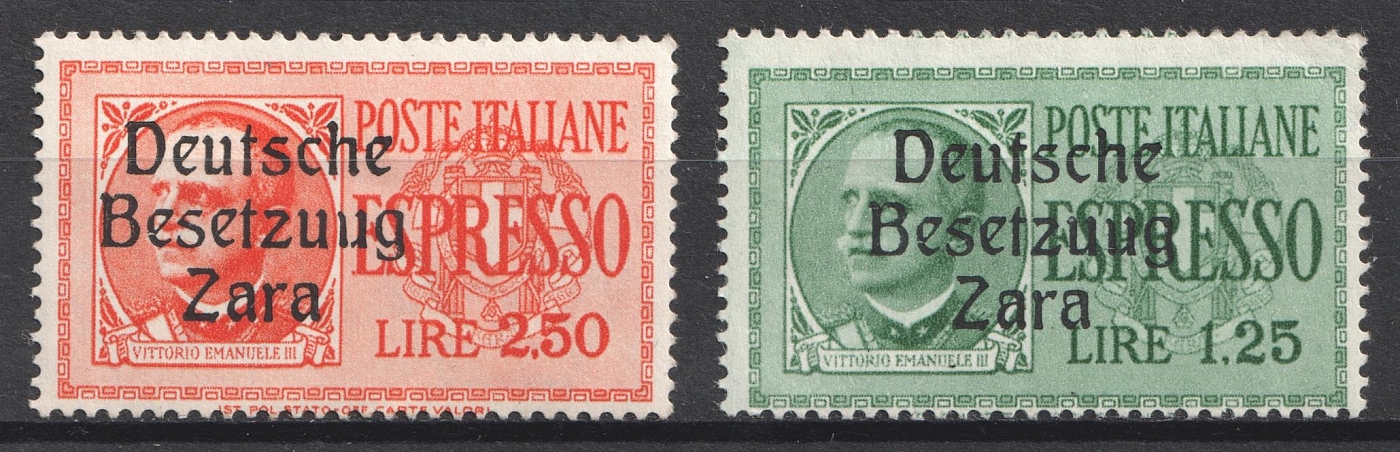 POSTE ITALIANE
ESPRESSO
LIRE 2,50
VITTORIO EMANUELE III
IST. POL. STATO-OFF. CARTE VALORI
Deutsche
Besetzuug
Zara
POSTE ITALIANE
ESPRESSO
LIRE 1,25
VITTORIO EMANUELE III
Deutsche
Besetzuug
Zara